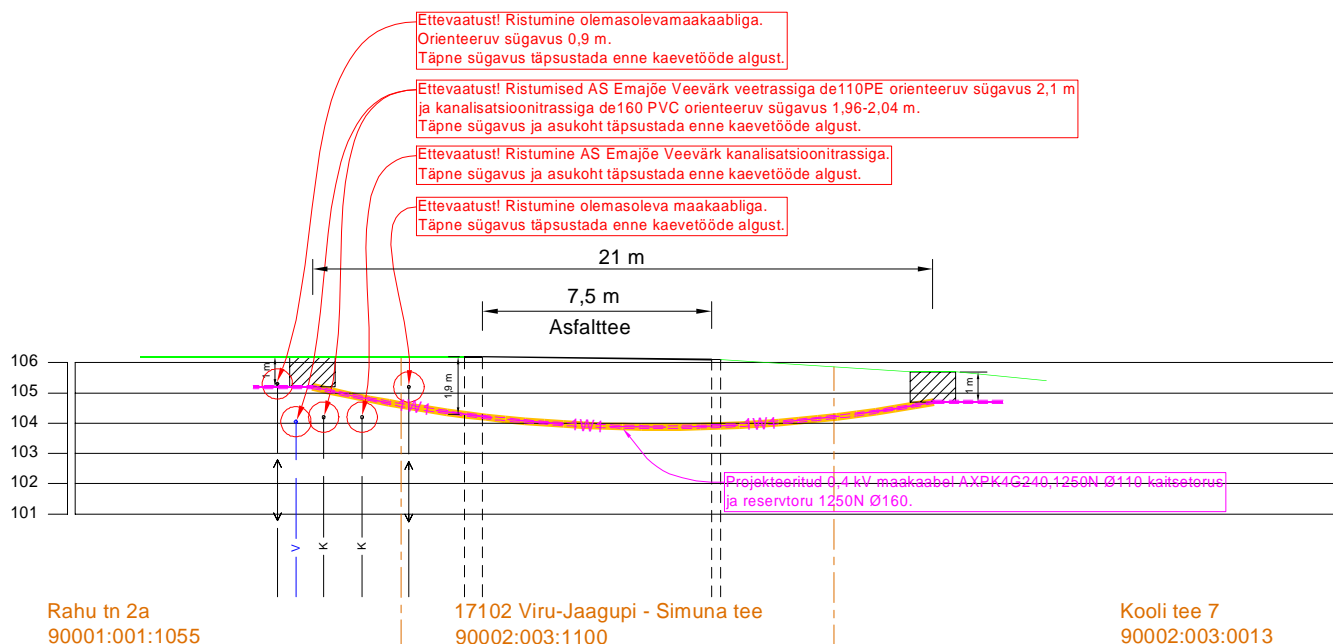 Ettevaatust! Ristumine olemasolevamaakaabliga.
Orienteeruv sügavus 0,9 m.
Täpne sügavus täpsustada enne kaevetööde algust.
Ettevaatust! Ristumised AS Emajõe Veevärk veetrassiga de110PE orienteeruv sügavus 2,1 m
ja kanalisatsioonitrassiga de160 PVC orienteeruv sügavus 1,96-2,04 m.
Täpne sügavus ja asukoht täpsustada enne kaevetööde algust.
Ettevaatust! Ristumine AS Emajõe Veevärk kanalisatsioonitrassiga.
Täpne sügavus ja asukoht täpsustada enne kaevetööde algust.
Ettevaatust! Ristumine olemasoleva maakaabliga.
Täpne sügavus täpsustada enne kaevetööde algust.
21 m
7,5 m
Asfalttee
106
105
104
103
102
101
1 m
1,9 m
1 m
1W1
1W1
1W1
Projekteeritud 0,4 kV maakaabel AXPK4G240,1250N Ø110 kaitsetorus
ja reservtoru 1250N Ø160.
V
K
K
Rahu tn 2a
90001:001:1055
17102 Viru-Jaagupi - Simuna tee
90002:003:1100
Kooli tee 7
90002:003:0013